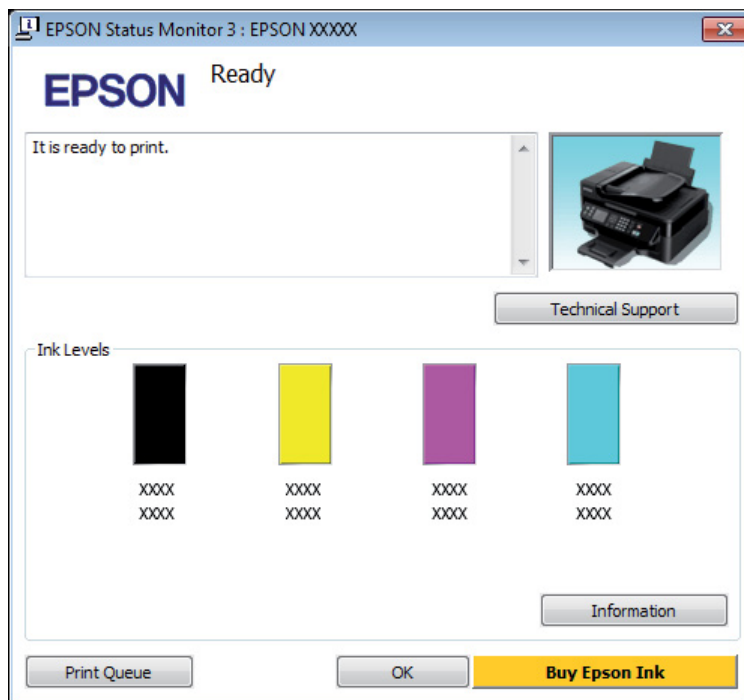 EPSON Status Monitor 3 : EPSON XXXXX
EPSON
Ready
It is ready to print.
Technical Support
Ink Levels
XXXX XXXX XXXX XXXX
XXXX XXXX XXXX XXXX
Information
Print Queue
OK
Buy Epson Ink